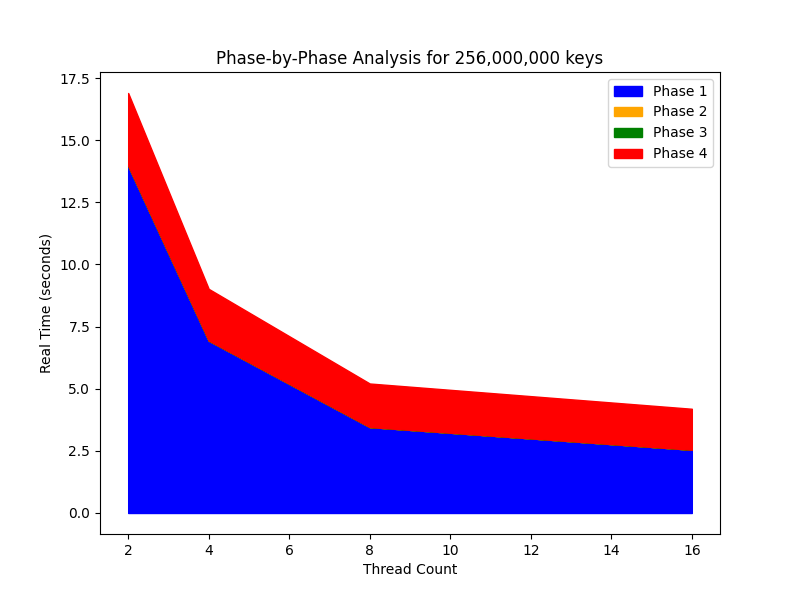 Phase-by-Phase Analysis for 256,000,000 keys
Phase 1
Phase 2
Phase 3
Phase 4
17.5
15.0
12.5
10.0
7.5
5.0
2.5
0.0
Real Time (seconds)
2 4 6 8 10 12 14 16
Thread Count